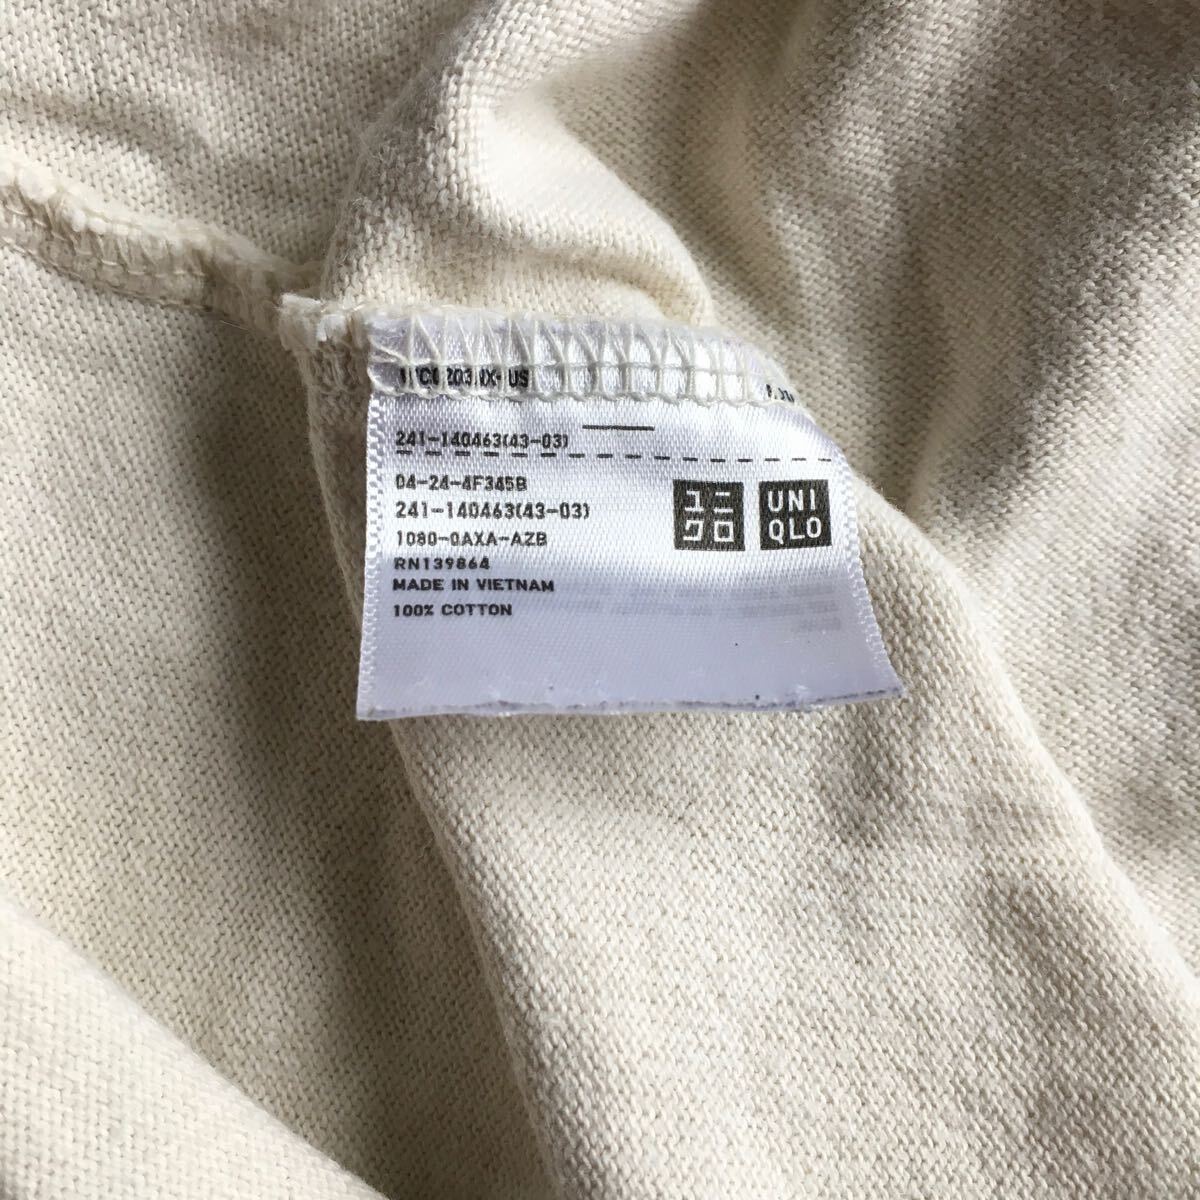 241-140463(43-03)
04-24-4F345B
241-140463(43-03)
1080-0AXA-AZB
RN139864
MADE IN VIETNAM
100% COTTON
ユニ
クロ
UNI
QLO